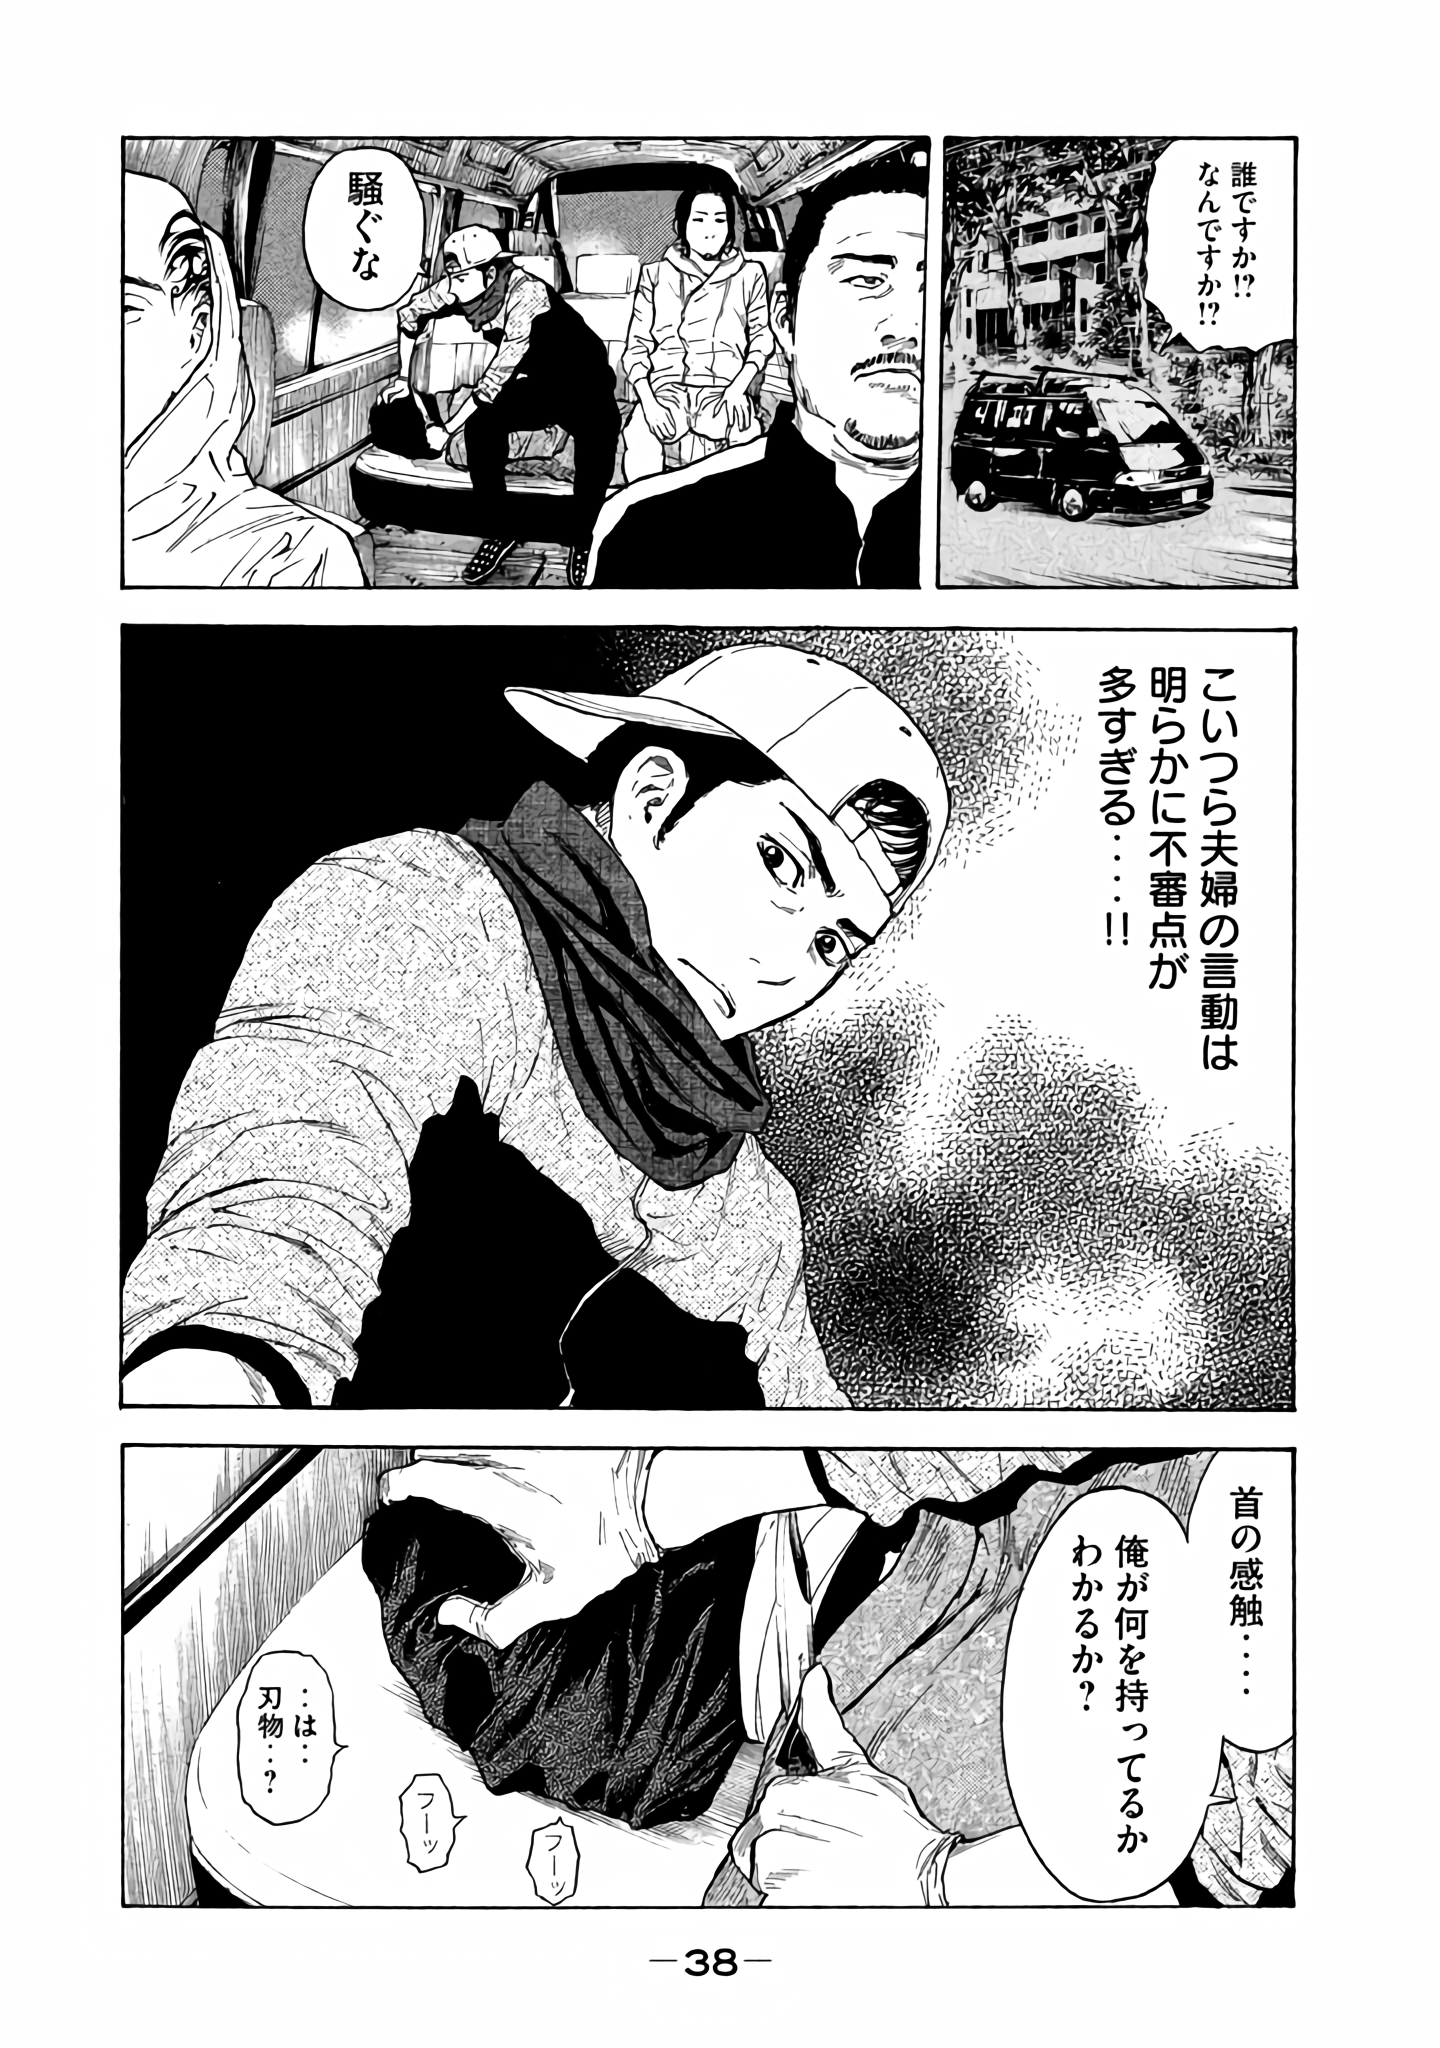 誰ですか!?
なんですか!?
騒ぐな
こいつら夫婦の言動は
明らかに不審点が
多すぎる‥‥!!
首の感触‥‥
俺が何を持ってるか
わかるか?
‥は‥
刃物‥?
フーッ
フーッ
—38—